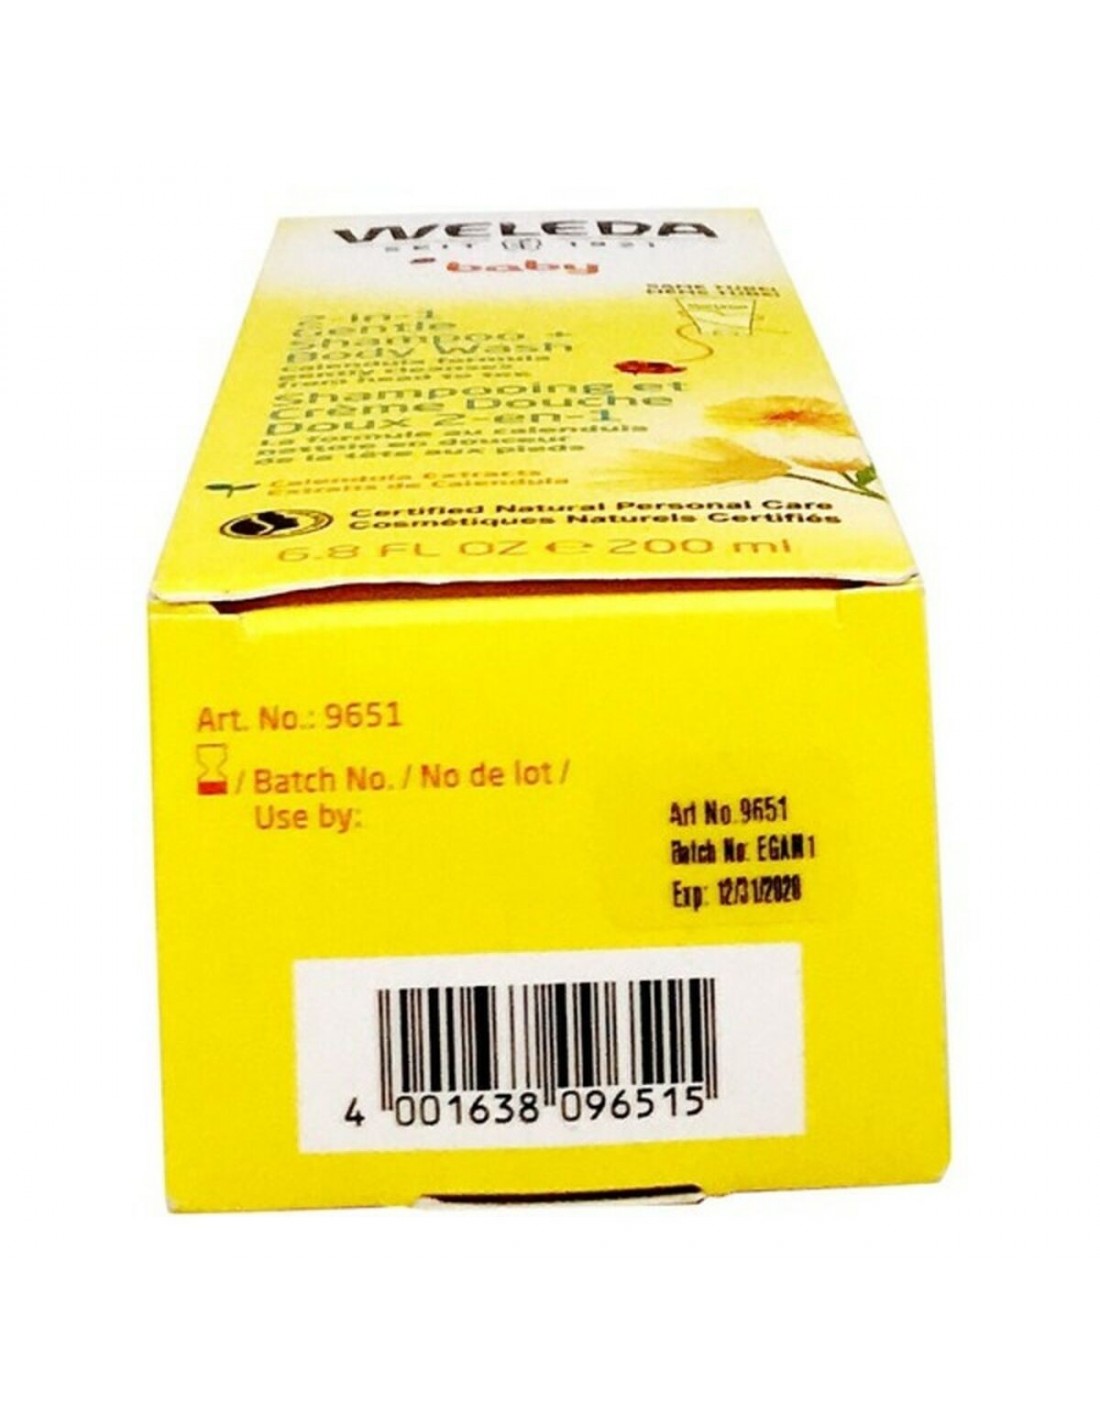 WELEDA
SEIT 1921
baby
SAME TUBE!
MÊME TUBE!
2-in-1
Gentle
Shampoo +
Body Wash
Calendula formula
gently cleanses
from head to toe
Shampooing et
Crème Douche
Doux 2-en-1
La formule au calendula
nettoie en douceur
de la tête aux pieds
Calendula Extracts
Extraits de Calendula
Certified Natural Personal Care
Cosmétiques Naturels Certifiés
6.8 FL OZ e 200 ml
Art. No.: 9651
/ Batch No. / No de lot /
Use by:
Art No. 9651
Batch No: EGAM1
Exp: 12/31/2020
4 001638 096515